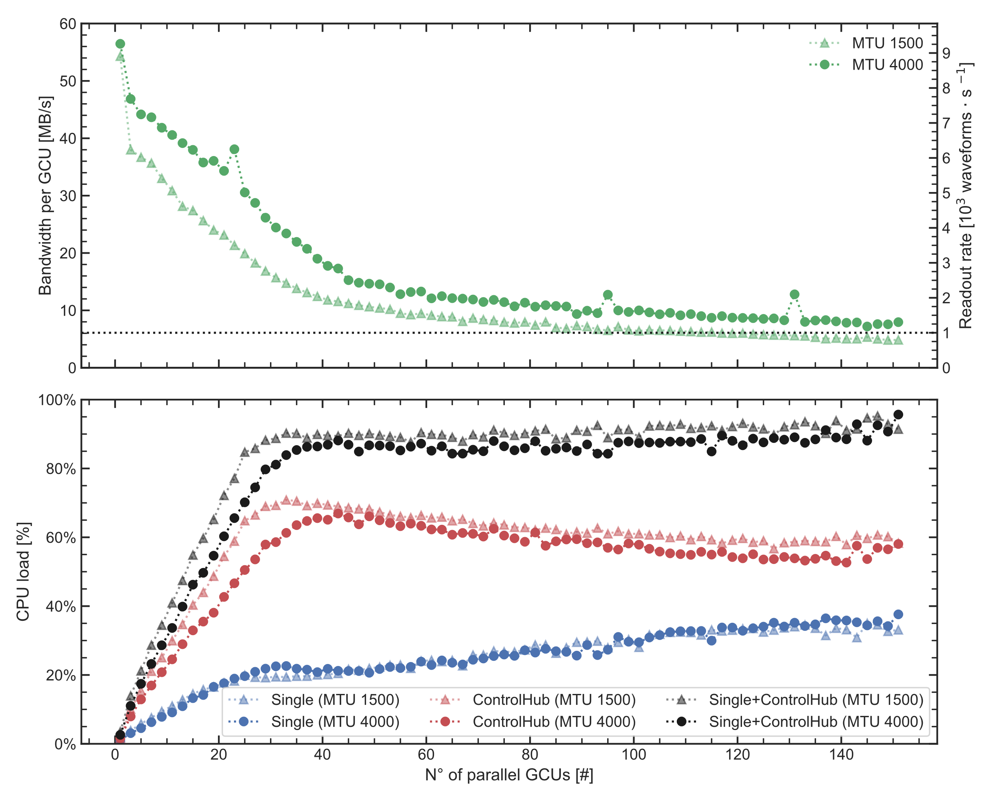 60
50
40
30
20
10
0
Bandwidth per GCU [MB/s]
MTU 1500
MTU 4000
9
8
7
6
5
4
3
2
1
0
Readout rate [10³ waveforms · s⁻¹]
100%
80%
60%
40%
20%
0%
CPU load [%]
Single (MTU 1500)
ControlHub (MTU 1500)
Single+ControlHub (MTU 1500)
Single (MTU 4000)
ControlHub (MTU 4000)
Single+ControlHub (MTU 4000)
0 20 40 60 80 100 120 140
N° of parallel GCUs [#]